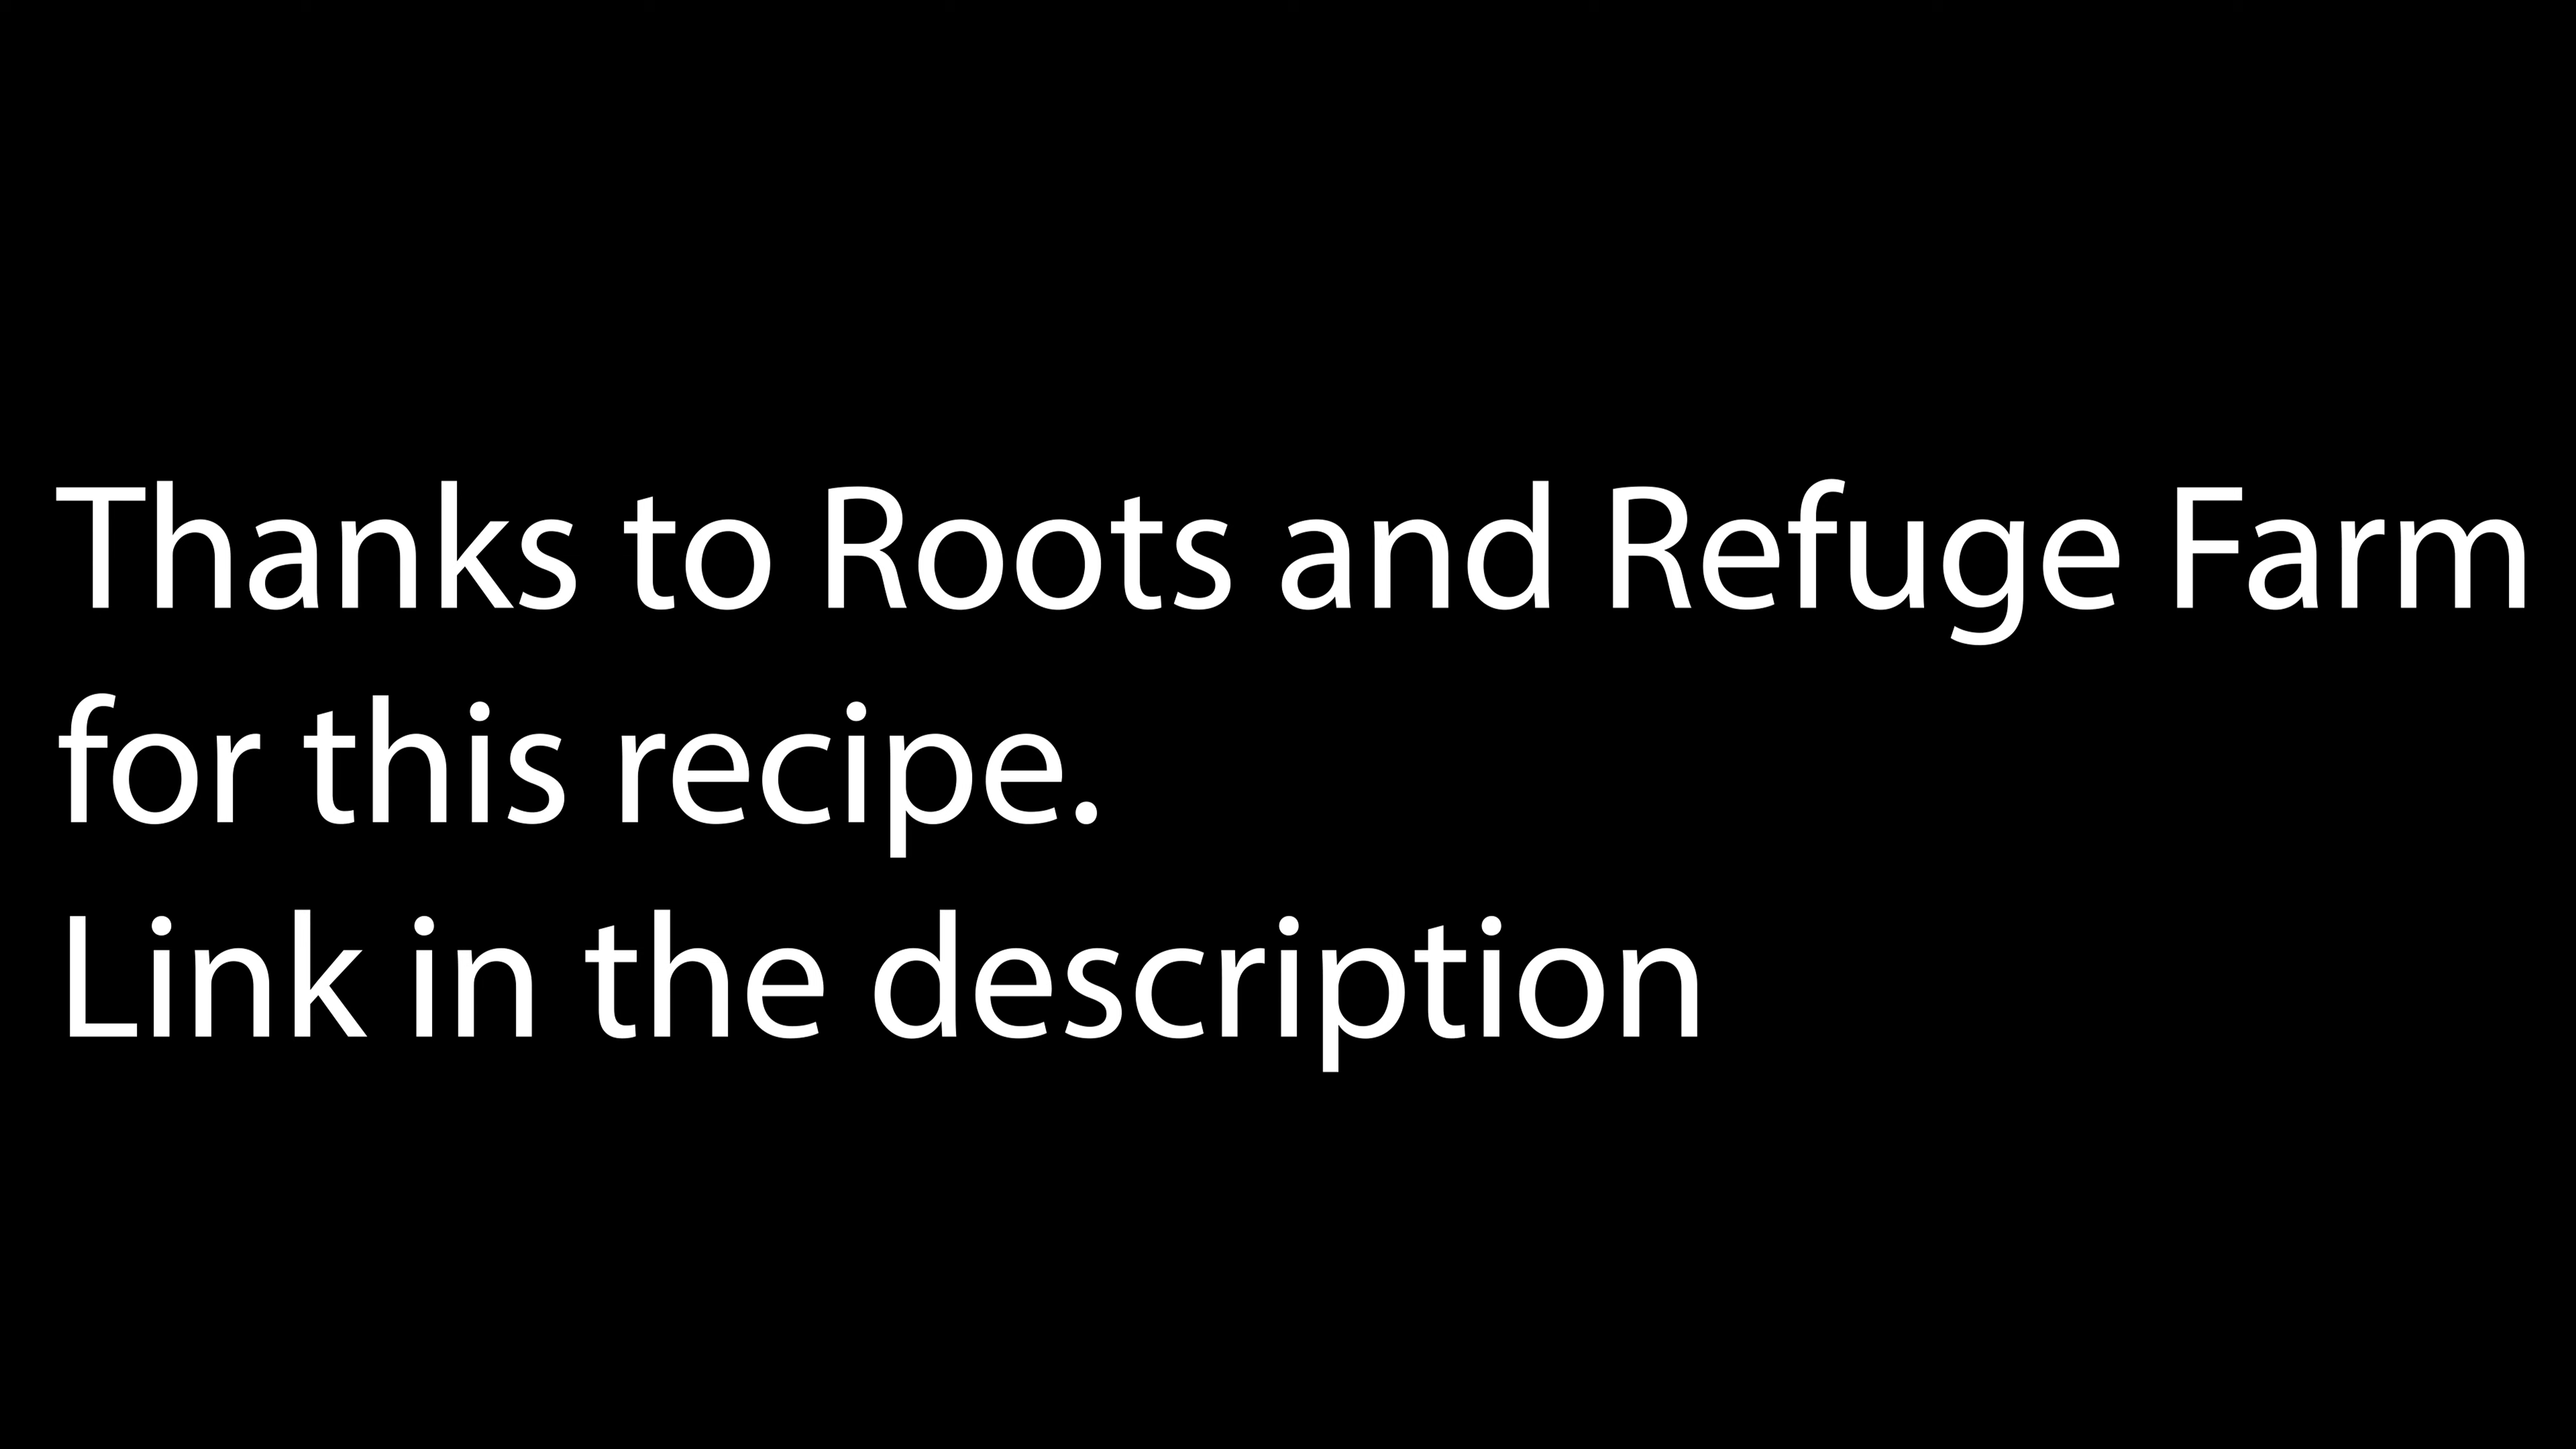 Thanks to Roots and Refuge Farm
for this recipe.
Link in the description